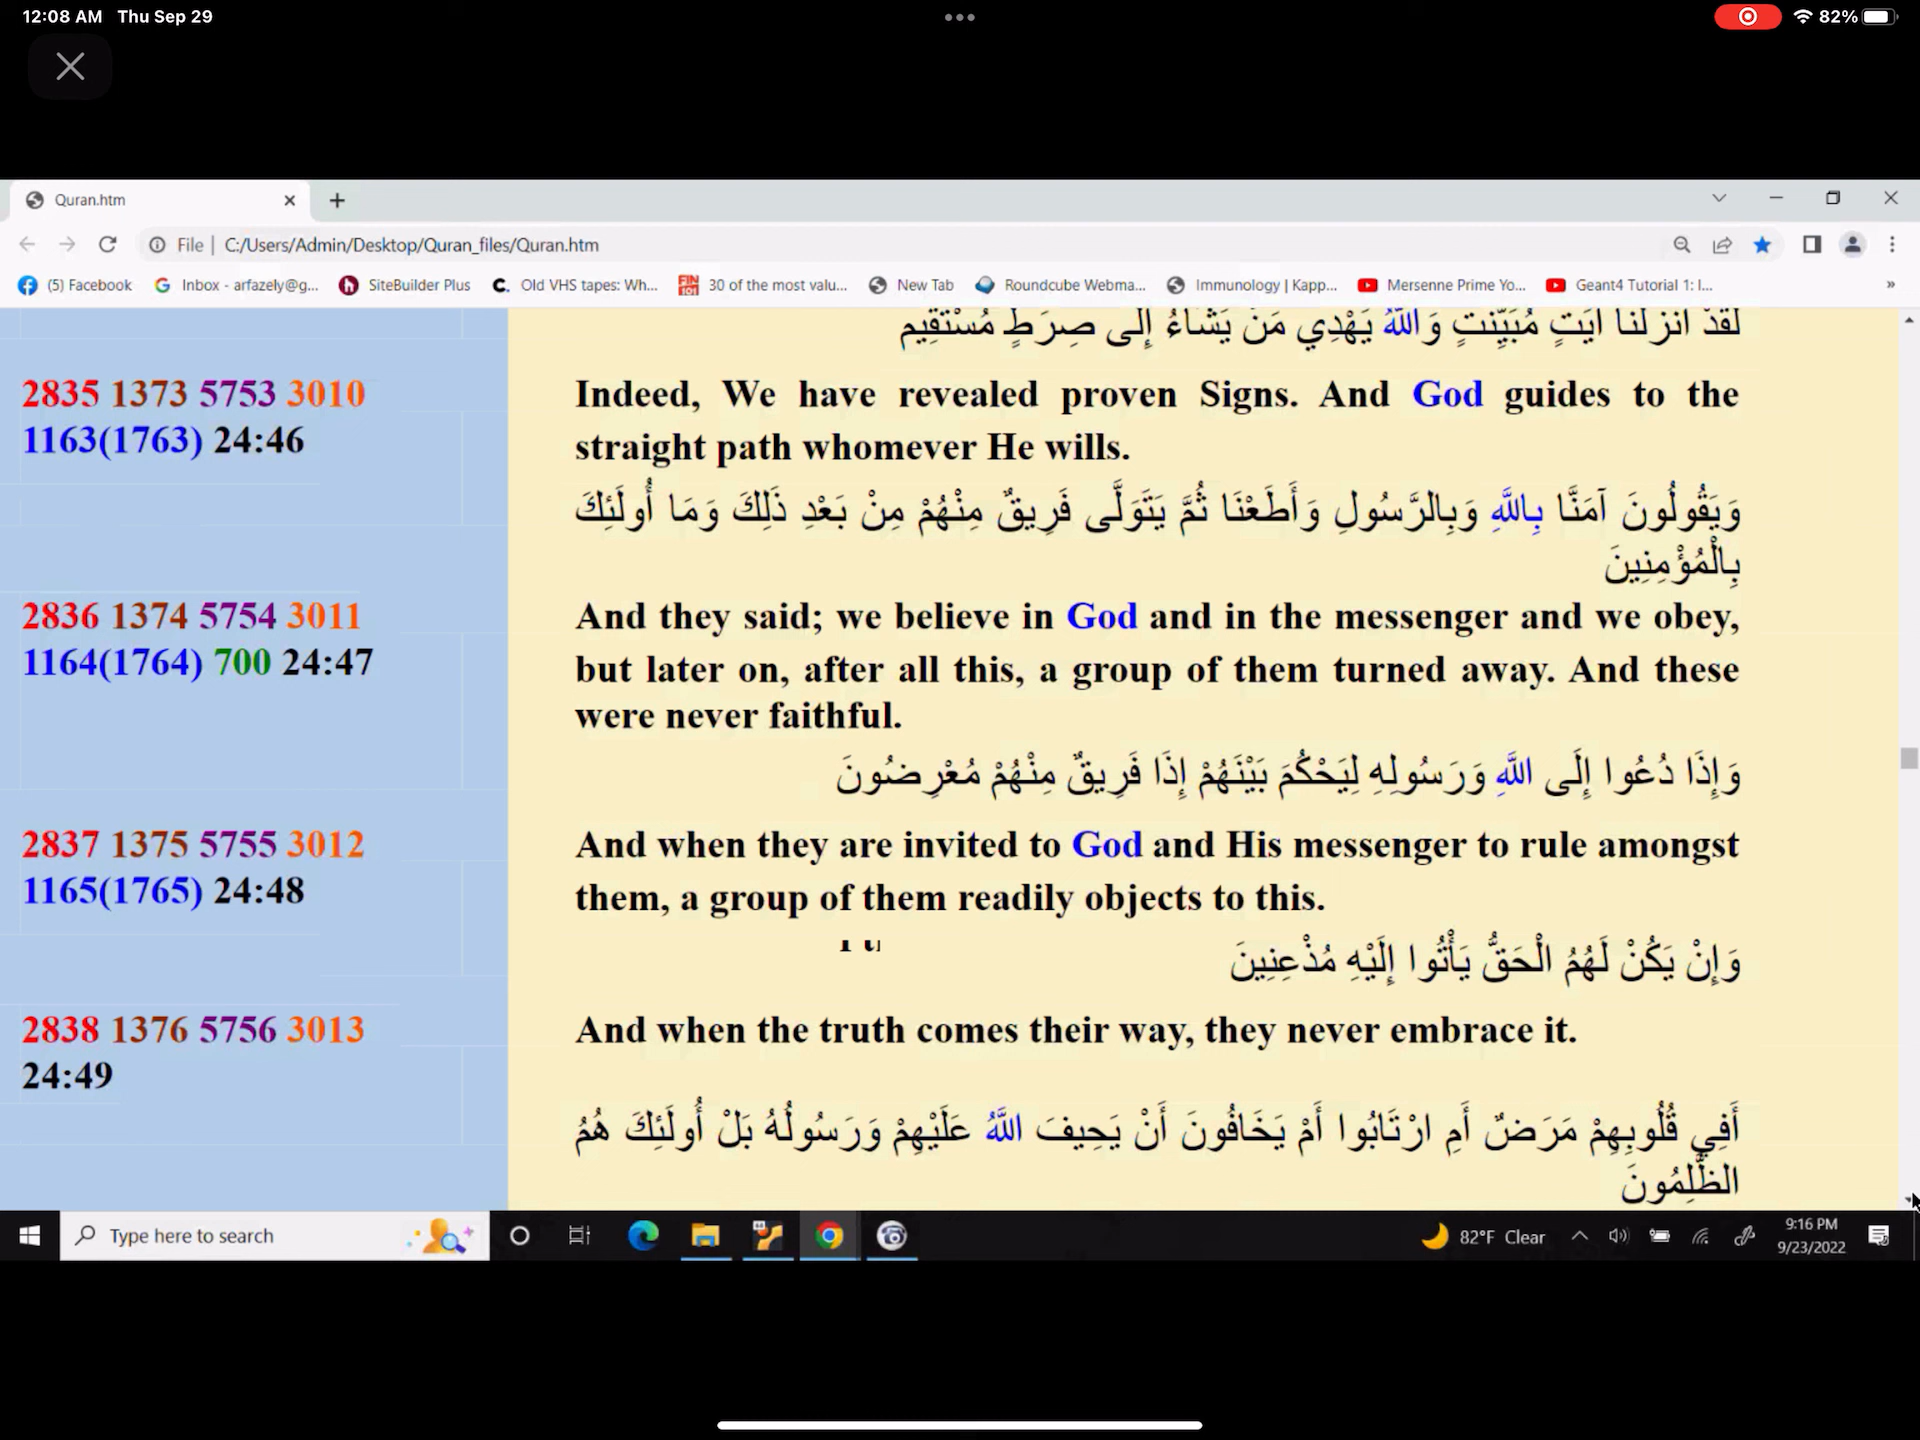 12:08 AM Thu Sep 29
82%
Quran.htm
File | C:/Users/Admin/Desktop/Quran_files/Quran.htm
(5) Facebook Inbox - arfazely@g... SiteBuilder Plus Old VHS tapes: Wh... 30 of the most valu... New Tab Roundcube Webma... Immunology | Kapp... Mersenne Prime Yo... Geant4 Tutorial 1: I... »
لَقَدْ أَنزَلْنَا آيَتٍ مُبَيِّنتٍ وَاللَّهُ يَهْدِي مَنْ يَشَاءُ إِلَى صِرَطٍ مُسْتَقِيمٍ
2835 1373 5753 3010
1163(1763) 24:46
Indeed, We have revealed proven Signs. And God guides to the
straight path whomever He wills.
وَيَقُولُونَ آمَنَّا بِاللَّهِ وَبِالرَّسُولِ وَأَطَعْنَا ثُمَّ يَتَوَلَّى فَرِيقٌ مِنْهُمْ مِنْ بَعْدِ ذَلِكَ وَمَا أُولَئِكَ
بِالْمُؤْمِنِينَ
2836 1374 5754 3011
1164(1764) 700 24:47
And they said; we believe in God and in the messenger and we obey,
but later on, after all this, a group of them turned away. And these
were never faithful.
وَإِذَا دُعُوا إِلَى اللَّهِ وَرَسُولِهِ لِيَحْكُمَ بَيْنَهُمْ إِذَا فَرِيقٌ مِنْهُمْ مُعْرِضُونَ
2837 1375 5755 3012
1165(1765) 24:48
And when they are invited to God and His messenger to rule amongst
them, a group of them readily objects to this.
وَإِنْ يَكُنْ لَهُمُ الْحَقُّ يَأْتُوا إِلَيْهِ مُذْعِنِينَ
2838 1376 5756 3013
24:49
And when the truth comes their way, they never embrace it.
أَفِي قُلُوبِهِمْ مَرَضٌ أَمِ ارْتَابُوا أَمْ يَخَافُونَ أَنْ يَحِيفَ اللَّهُ عَلَيْهِمْ وَرَسُولُهُ بَلْ أُولَئِكَ هُمُ
الظَّلِمُونَ
Type here to search
82°F Clear
9:16 PM
9/23/2022